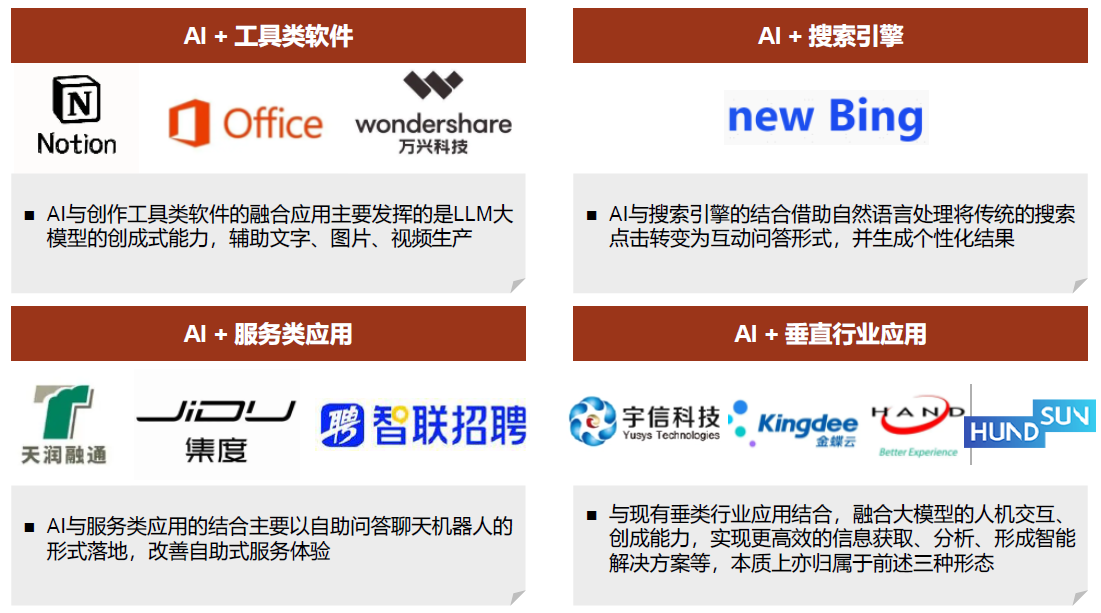 AI + 工具类软件
N
Notion
Office
wondershare
万兴科技
■ AI与创作工具类软件的融合应用主要发挥的是LLM大
模型的创成式能力，辅助文字、图片、视频生产
AI + 搜索引擎
new Bing
■ AI与搜索引擎的结合借助自然语言处理将传统的搜索
点击转变为互动问答形式，并生成个性化结果
AI + 服务类应用
天润融通
JIDU
集度
聘 智联招聘
■ AI与服务类应用的结合主要以自助问答聊天机器人的
形式落地，改善自助式服务体验
AI + 垂直行业应用
宇信科技
Yusys Technologies
Kingdee
金蝶云
HAND
Better Experience
HUND
SUN
■ 与现有垂类行业应用结合，融合大模型的人机交互、
创成能力，实现更高效的信息获取、分析、形成智能
解决方案等，本质上亦归属于前述三种形态